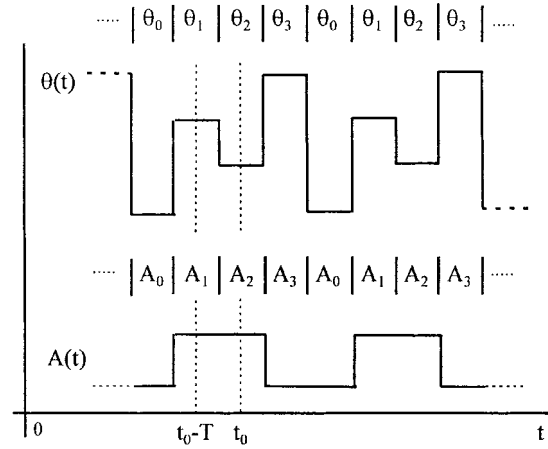 ..... | θ₀ | θ₁ | θ₂ | θ₃ | θ₀ | θ₁ | θ₂ | θ₃ | .....
θ(t)
..... | A₀ | A₁ | A₂ | A₃ | A₀ | A₁ | A₂ | A₃ | .....
A(t)
0 t₀-T t₀ t